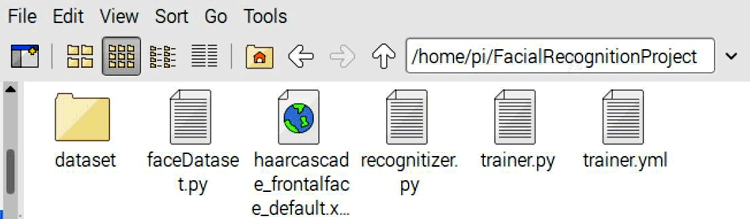 File Edit View Sort Go Tools
/home/pi/FacialRecognitionProject
dataset faceDatase haarcascad recognitizer. trainer.py trainer.yml
t.py e_frontalfac py
e_default.x...